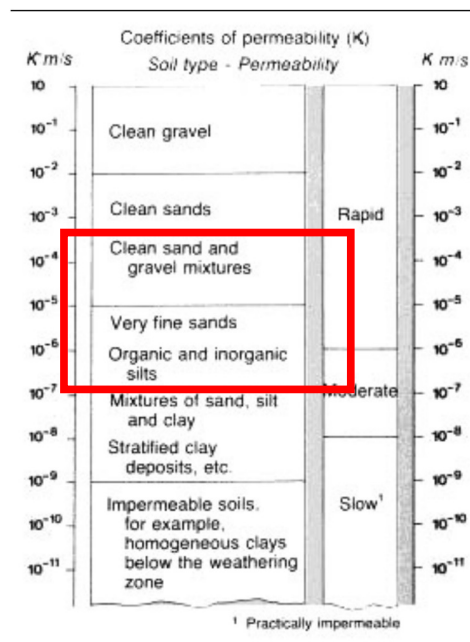 Coefficients of permeability (K)
K m/s Soil type - Permeability K m/s
10 10
10⁻¹ Clean gravel 10⁻¹
10⁻² 10⁻²
10⁻³ Clean sands Rapid 10⁻³
Clean sand and
10⁻⁴ gravel mixtures 10⁻⁴
10⁻⁵ 10⁻⁵
Very fine sands
10⁻⁶ 10⁻⁶
Organic and inorganic
silts
10⁻⁷ Moderate 10⁻⁷
Mixtures of sand, silt
and clay
10⁻⁸ 10⁻⁸
Stratified clay
deposits, etc.
10⁻⁹ 10⁻⁹
Impermeable soils. Slow¹
10⁻¹⁰ for example, 10⁻¹⁰
homogeneous clays
10⁻¹¹ below the weathering 10⁻¹¹
zone
¹ Practically impermeable